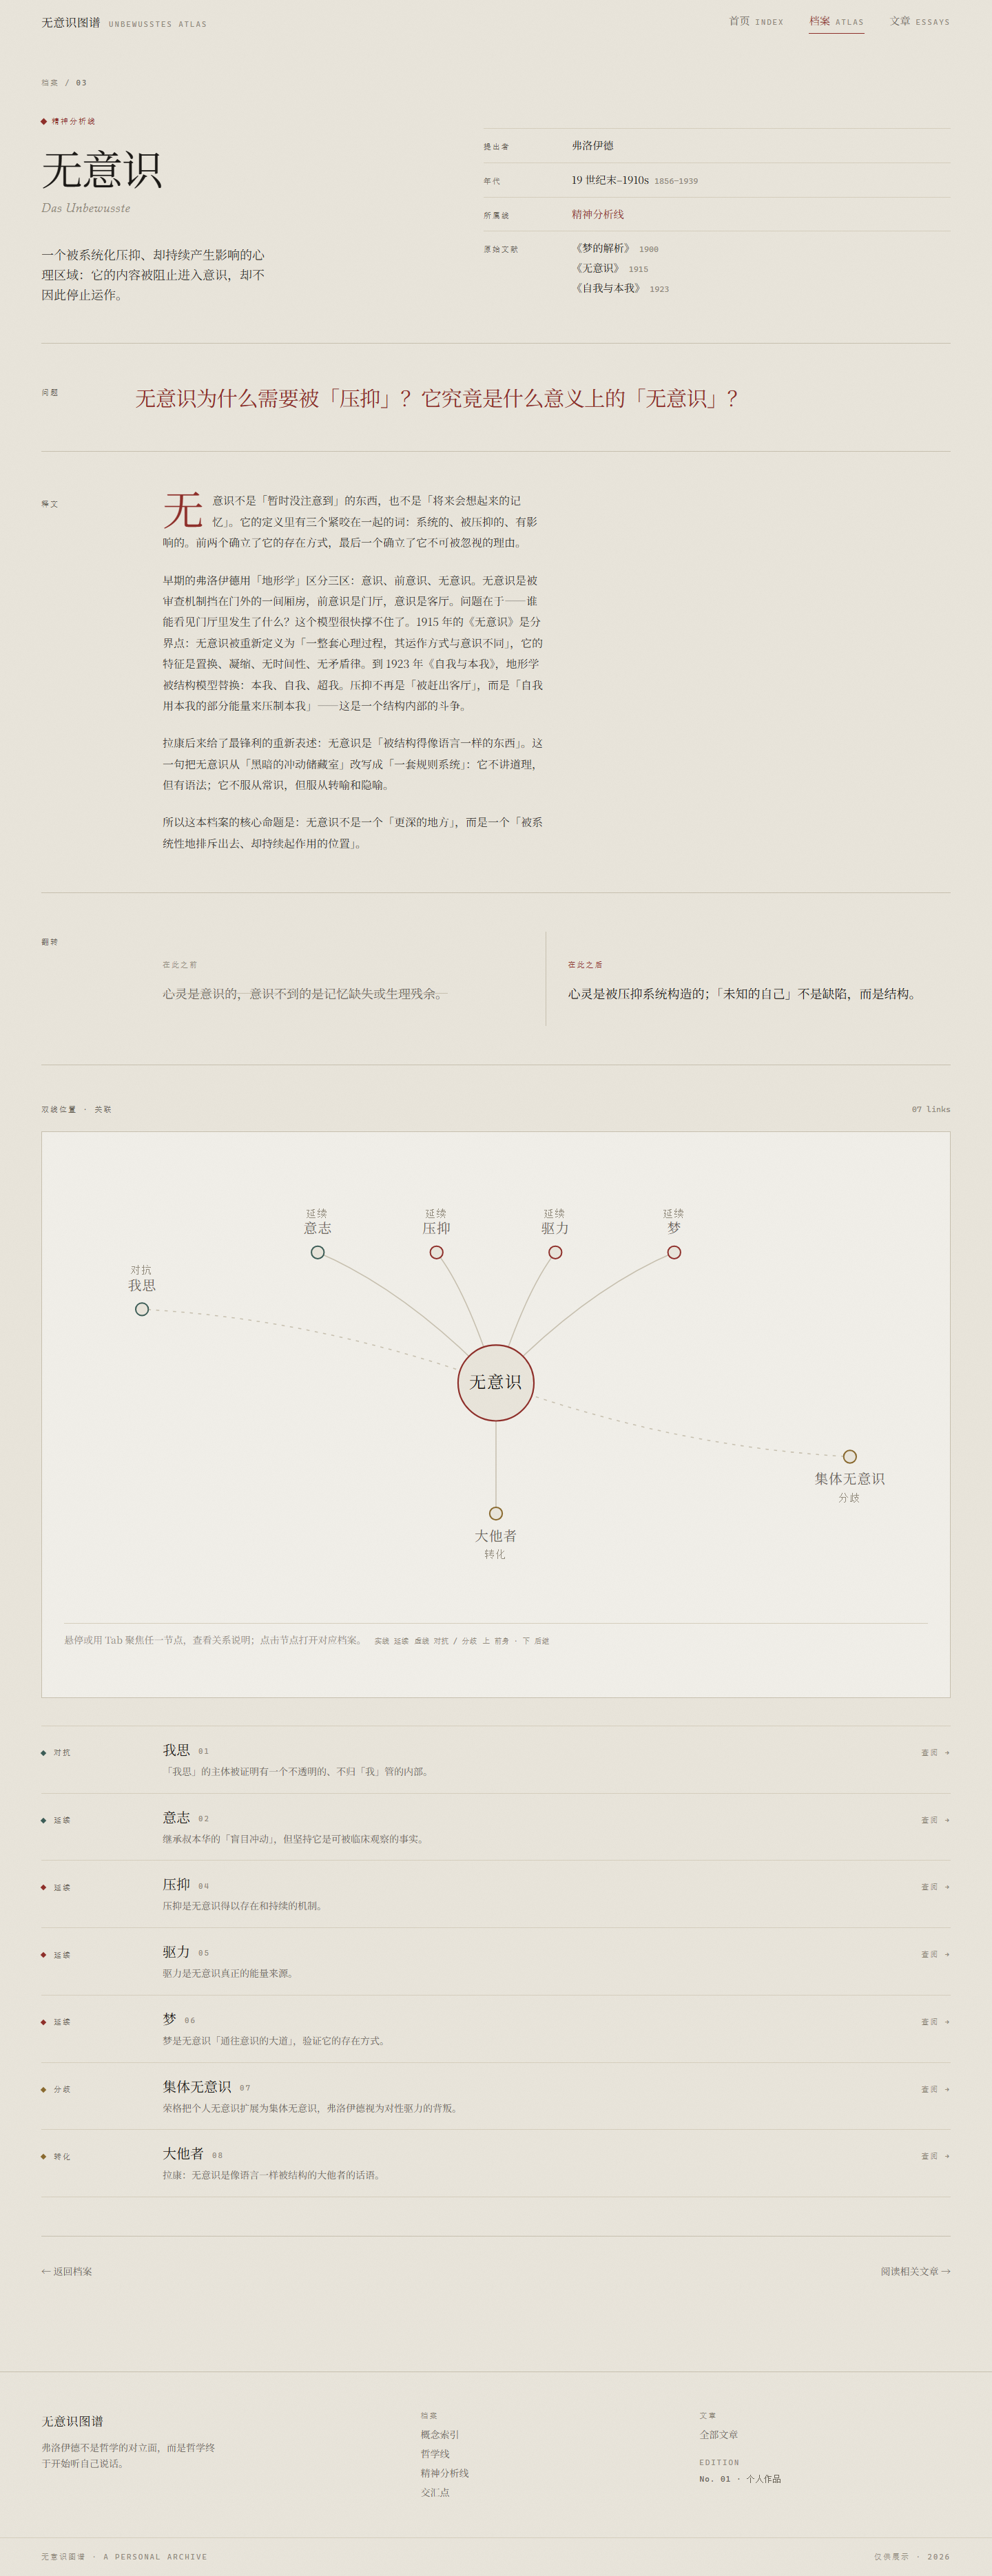 无意识图谱 UNBEWUSSTES ATLAS
首页 INDEX 档案 ATLAS 文章 ESSAYS
档案 / 03
精神分析线
无意识
Das Unbewusste
一个被系统化压抑、却持续产生影响的心
理区域：它的内容被阻止进入意识，却不
因此停止运作。
提出者 弗洛伊德
年代 19 世纪末–1910s 1856–1939
所属线 精神分析线
原始文献 《梦的解析》 1900
《无意识》 1915
《自我与本我》 1923
问题
无意识为什么需要被「压抑」？它究竟是什么意义上的「无意识」？
释文
无意识不是「暂时没注意到」的东西，也不是「将来会想起来的记
忆」。它的定义里有三个紧咬在一起的词：系统的、被压抑的、有影
响的。前两个确立了它的存在方式，最后一个确立了它不可被忽视的理由。
早期的弗洛伊德用「地形学」区分三区：意识、前意识、无意识。无意识是被
审查机制挡在门外的一间厢房，前意识是门厅，意识是客厅。问题在于——谁
能看见门厅里发生了什么？这个模型很快撑不住了。1915 年的《无意识》是分
界点：无意识被重新定义为「一整套心理过程，其运作方式与意识不同」，它的
特征是置换、凝缩、无时间性、无矛盾律。到 1923 年《自我与本我》，地形学
被结构模型替换：本我、自我、超我。压抑不再是「被赶出客厅」，而是「自我
用本我的部分能量来压制本我」——这是一个结构内部的斗争。
拉康后来给了最锋利的重新表述：无意识是「被结构得像语言一样的东西」。这
一句把无意识从「黑暗的冲动储藏室」改写成「一套规则系统」：它不讲道理，
但有语法；它不服从常识，但服从转喻和隐喻。
所以这本档案的核心命题是：无意识不是一个「更深的地方」，而是一个「被系
统性地排斥出去、却持续起作用的位置」。
翻转
在此之前
心灵是意识的，意识不到的是记忆缺失或生理残余。
在此之后
心灵是被压抑系统构造的；「未知的自己」不是缺陷，而是结构。
双线位置 · 关联
07 links
延续
意志
延续
压抑
延续
驱力
延续
梦
对抗
我思
无意识
集体无意识
分歧
大他者
转化
悬停或用 Tab 聚焦任一节点，查看关系说明；点击节点打开对应档案。 实线 延续 虚线 对抗 / 分歧 上 前身 · 下 后继
对抗 我思 01 查阅 →
「我思」的主体被证明有一个不透明的、不归「我」管的内部。
延续 意志 02 查阅 →
继承叔本华的「盲目冲动」，但坚持它是可被临床观察的事实。
延续 压抑 04 查阅 →
压抑是无意识得以存在和持续的机制。
延续 驱力 05 查阅 →
驱力是无意识真正的能量来源。
延续 梦 06 查阅 →
梦是无意识「通往意识的大道」，验证它的存在方式。
分歧 集体无意识 07 查阅 →
荣格把个人无意识扩展为集体无意识，弗洛伊德视为对性驱力的背叛。
转化 大他者 08 查阅 →
拉康：无意识是像语言一样被结构的大他者的话语。
← 返回档案
阅读相关文章 →
无意识图谱
弗洛伊德不是哲学的对立面，而是哲学终
于开始听自己说话。
档案
概念索引
哲学线
精神分析线
交汇点
文章
全部文章
EDITION
No. 01 · 个人作品
无意识图谱 · A PERSONAL ARCHIVE
仅供展示 · 2026